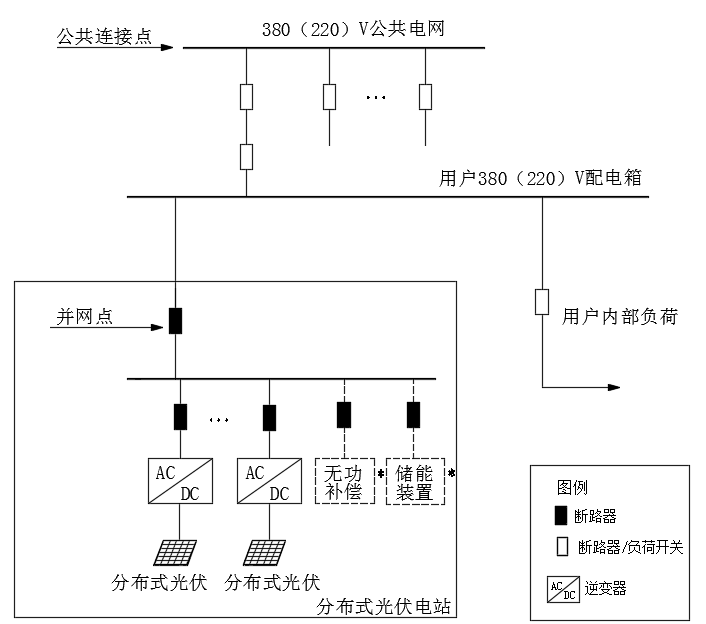 380（220）V公共电网
公共连接点
...
用户380（220）V配电箱
并网点
用户内部负荷
...
AC
DC
AC
DC
无功
补偿
*
储能
装置
*
分布式光伏
分布式光伏
分布式光伏电站
图例
断路器
断路器/负荷开关
AC
DC
逆变器